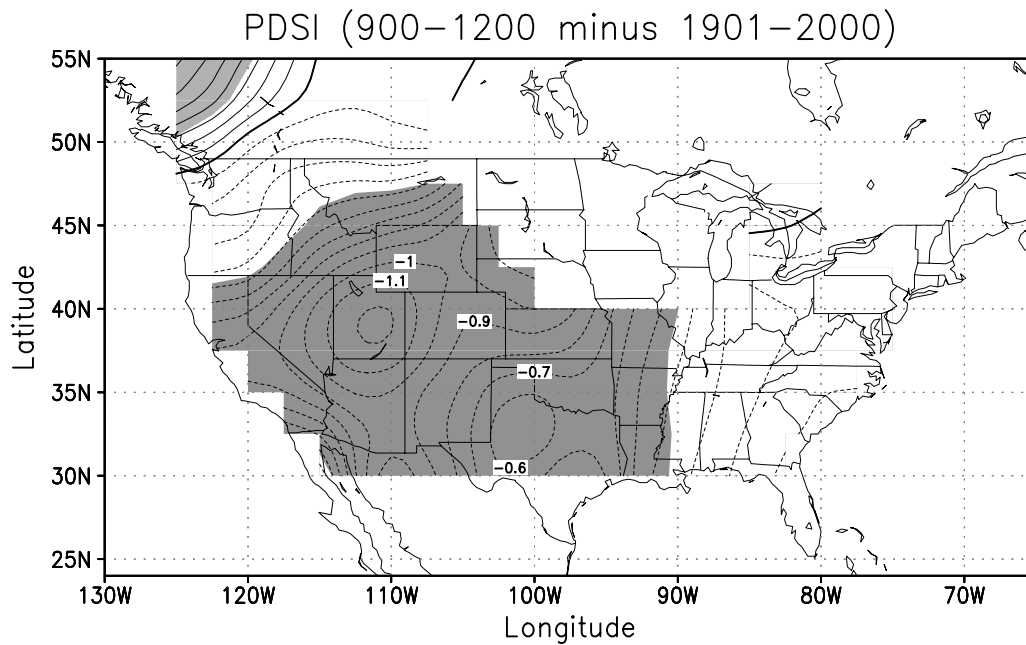 PDSI (900−1200 minus 1901−2000)
55N
50N
45N
40N
35N
30N
25N
Latitude
−1
−1.1
−0.9
−0.7
−0.6
130W 120W 110W 100W 90W 80W 70W
Longitude